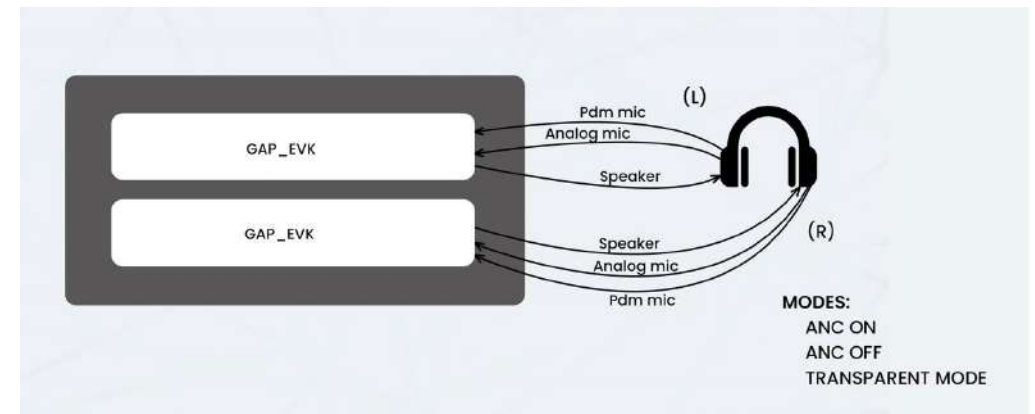 (L)
Pdm mic
Analog mic
GAP_EVK
Speaker
GAP_EVK
Speaker
(R)
Analog mic
Pdm mic
MODES:
ANC ON
ANC OFF
TRANSPARENT MODE